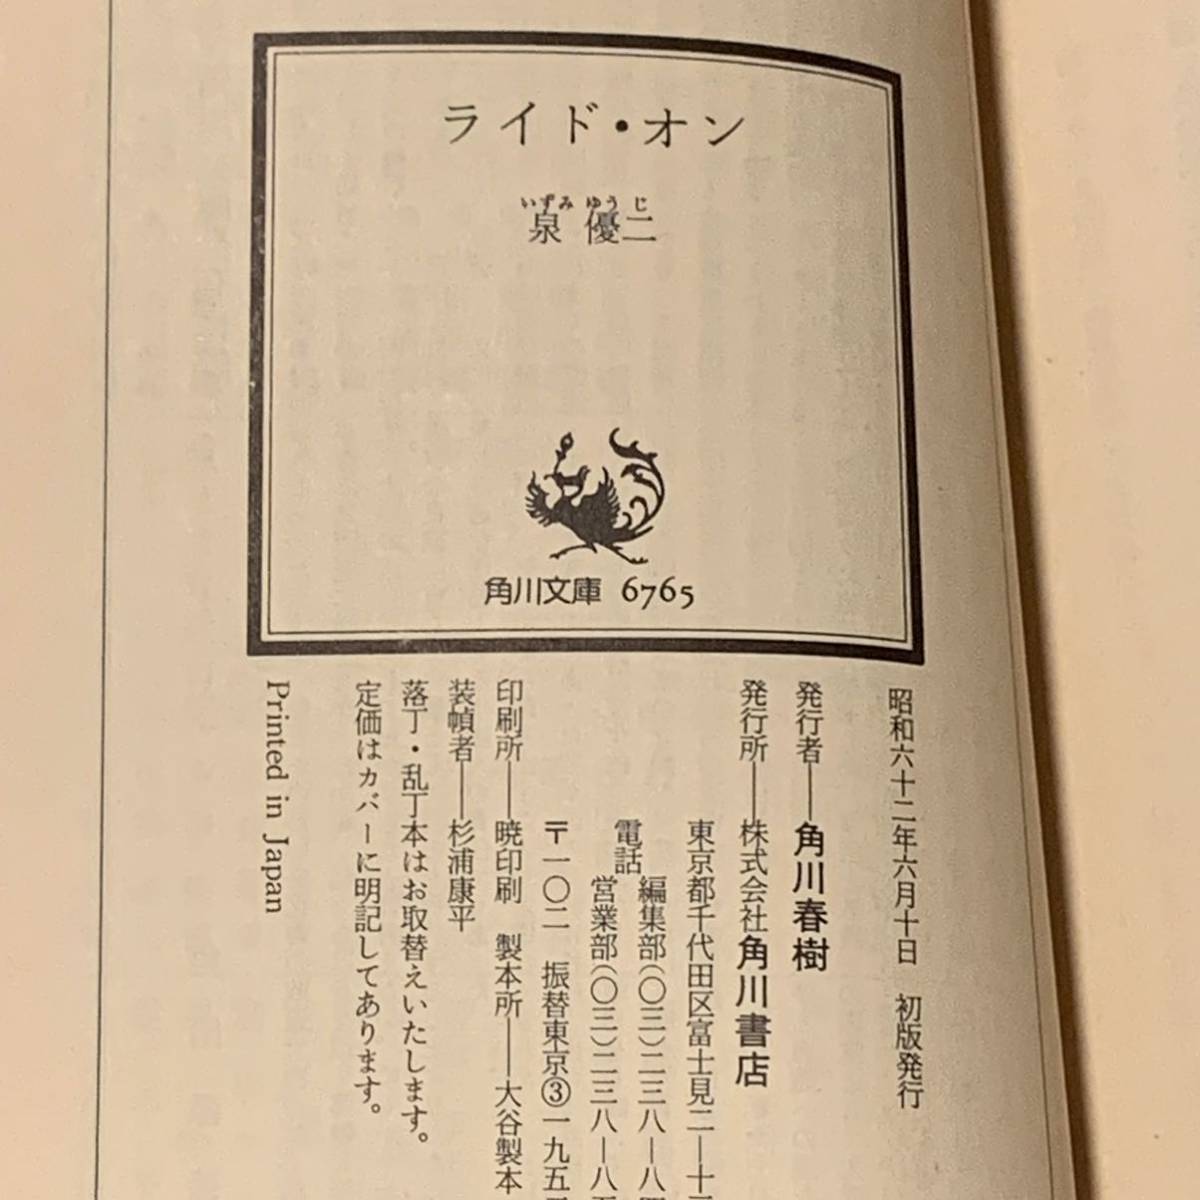 ライド・オン
いずみ ゆうじ
泉 優二
角川文庫 6765
昭和六十二年六月十日 初版発行
発行者――角川春樹
発行所――株式会社角川書店
東京都千代田区富士見二―十三
電話
編集部(〇三)二三八―八四
営業部(〇三)二三八―八五
〒一〇二 振替東京③一九五二
印刷所――暁印刷 製本所――大谷製本
装幀者――杉浦康平
落丁・乱丁本はお取替えいたします。
定価はカバーに明記してあります。
Printed in Japan